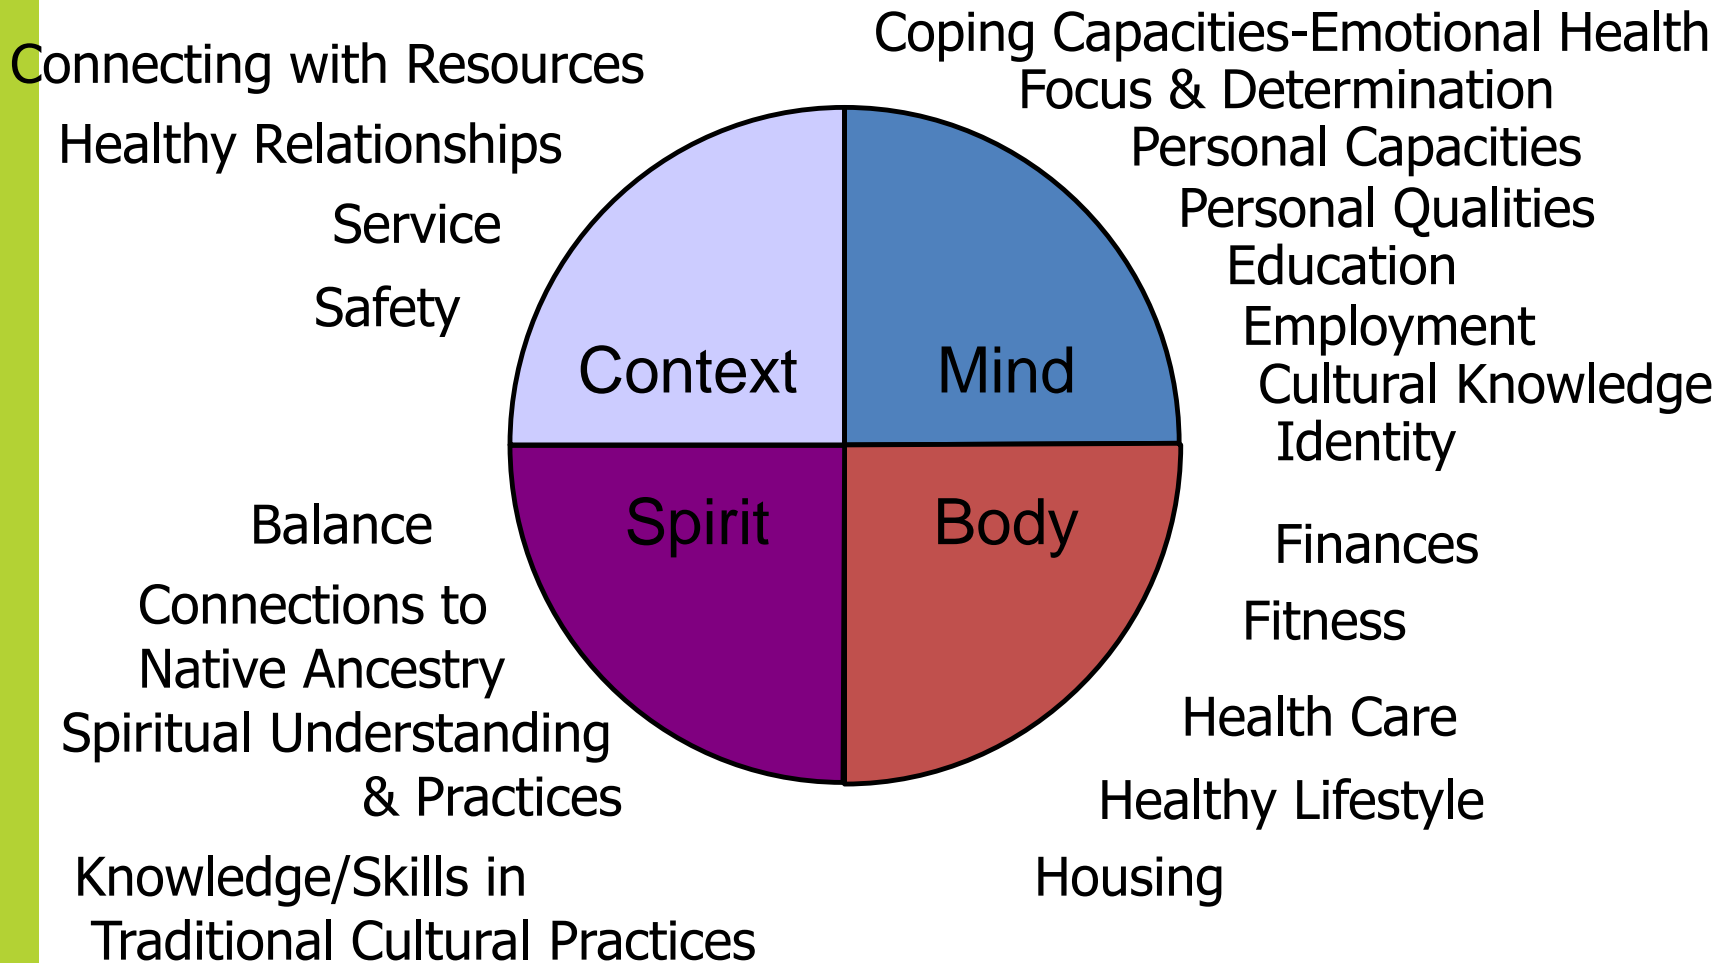 Connecting with Resources
Healthy Relationships
Service
Safety
Coping Capacities-Emotional Health
Focus & Determination
Personal Capacities
Personal Qualities
Education
Employment
Cultural Knowledge
Identity
Context
Mind
Spirit
Body
Balance
Connections to
Native Ancestry
Spiritual Understanding
& Practices
Knowledge/Skills in
Traditional Cultural Practices
Finances
Fitness
Health Care
Healthy Lifestyle
Housing